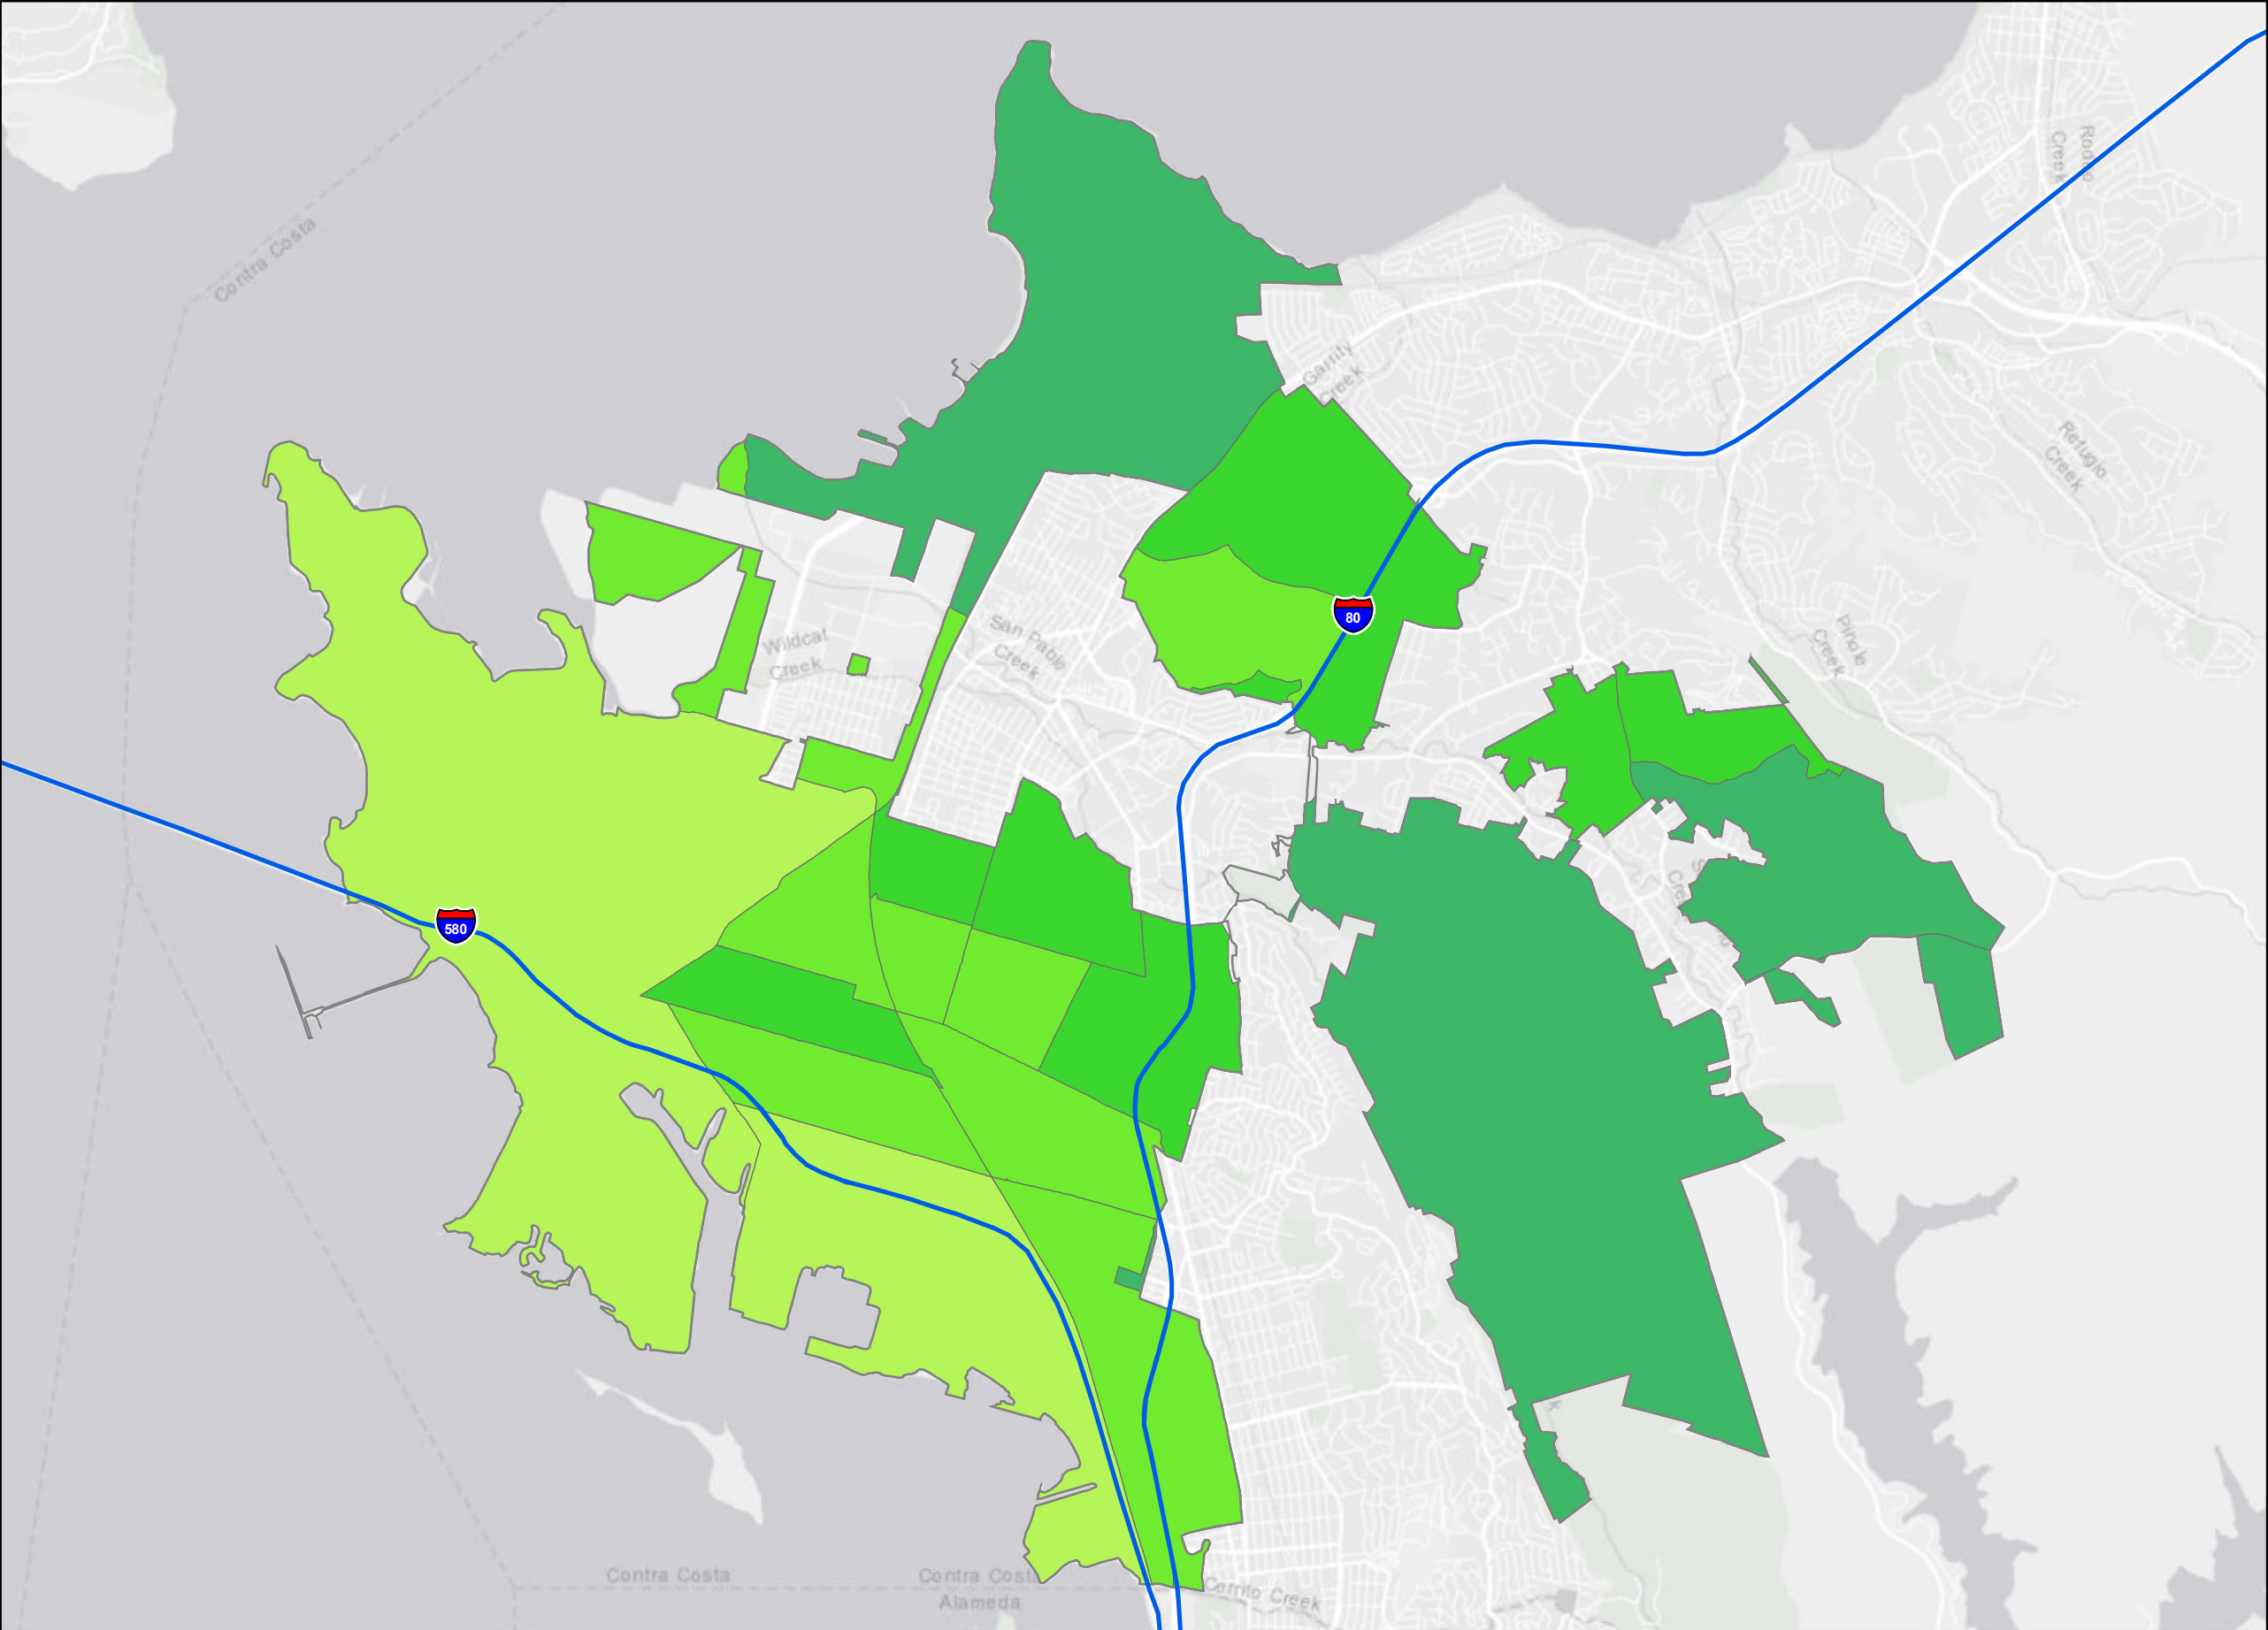 Rodeo
Creek
Contra Costa
Garrity
Creek
Refugio
Creek
80
San Pablo
Creek
Wildcat
Creek
Pinole
Creek
580
Contra Costa
Contra Costa
Alameda
Cerrito Creek